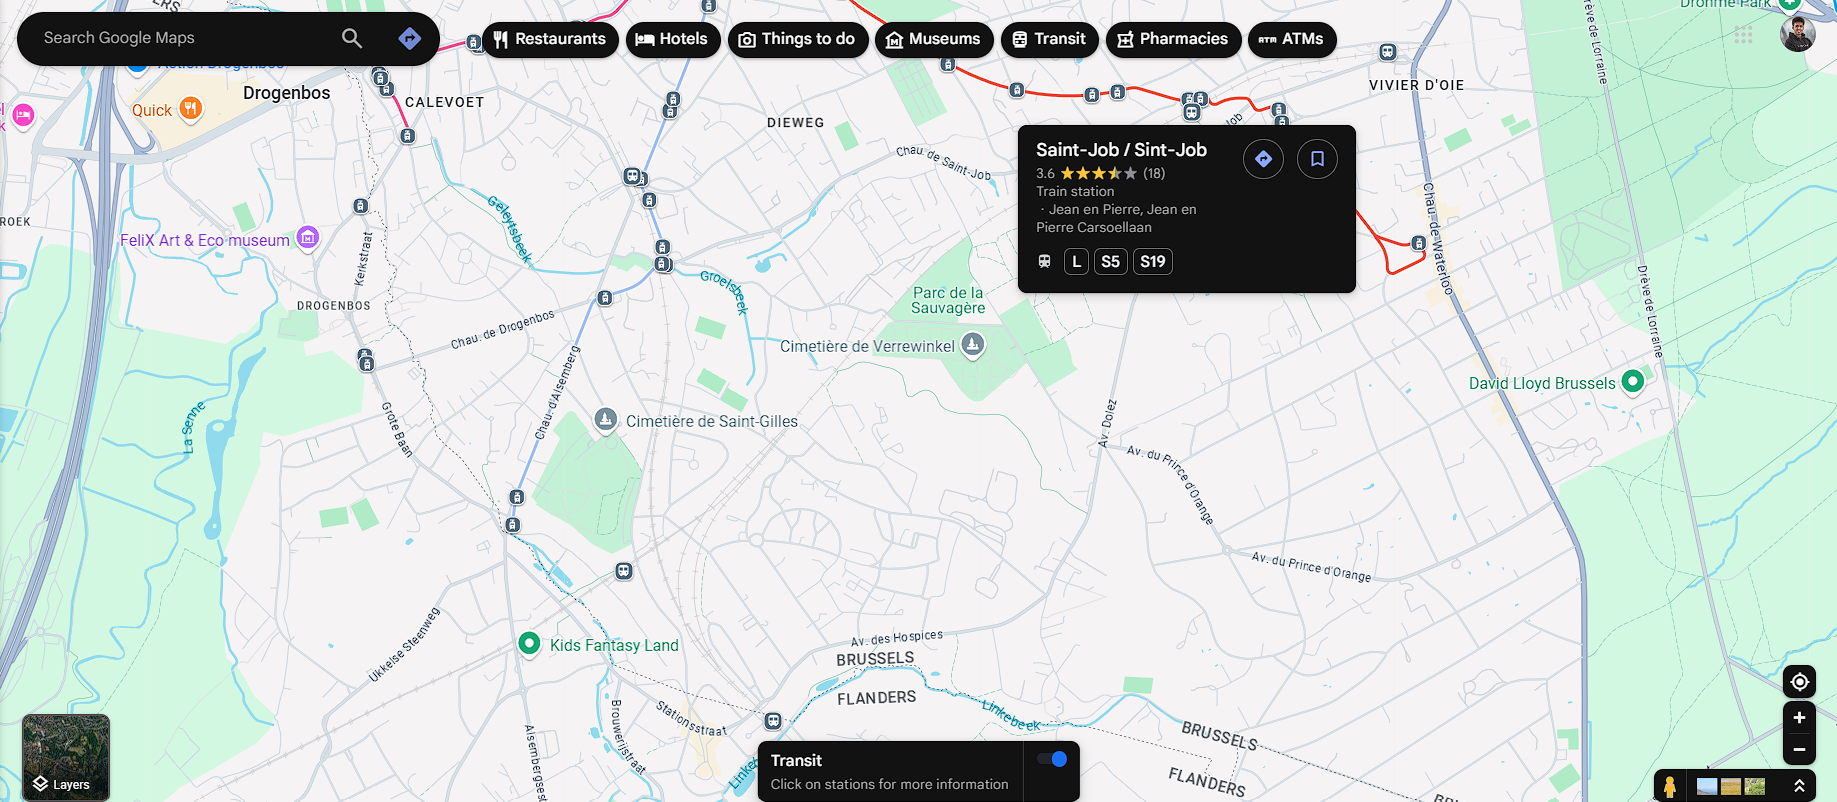 Search Google Maps
Restaurants
Hotels
Things to do
Museums
Transit
Pharmacies
ATMs
Drogenbos
CALEVOET
Quick
DIEWEG
VIVIER D'OIE
Chau. de Saint-Job
Job
Saint-Job / Sint-Job
3.6 (18)
Train station
· Jean en Pierre, Jean en
Pierre Carsoellaan
L S5 S19
Drève de Lorraine
Chau. de Waterloo
Drève de Lorraine
ROEK
FeliX Art & Eco museum
Kerkstraat
Geleytsbeek
Groelsbeek
DROGENBOS
Chau. de Drogenbos
Parc de la
Sauvagère
Cimetière de Verrewinkel
David Lloyd Brussels
La Senne
Grote Baan
Chau. d'Alsemberg
Cimetière de Saint-Gilles
Av. Dolez
Av. du Prince d'Orange
Av. du Prince d'Orange
Ukkelse Steenweg
Kids Fantasy Land
Av. des Hospices
BRUSSELS
FLANDERS
Linkebeek
BRUSSELS
FLANDERS
Stationsstraat
Brouwerijstraat
Alsembergsest
Layers
Transit
Click on stations for more information